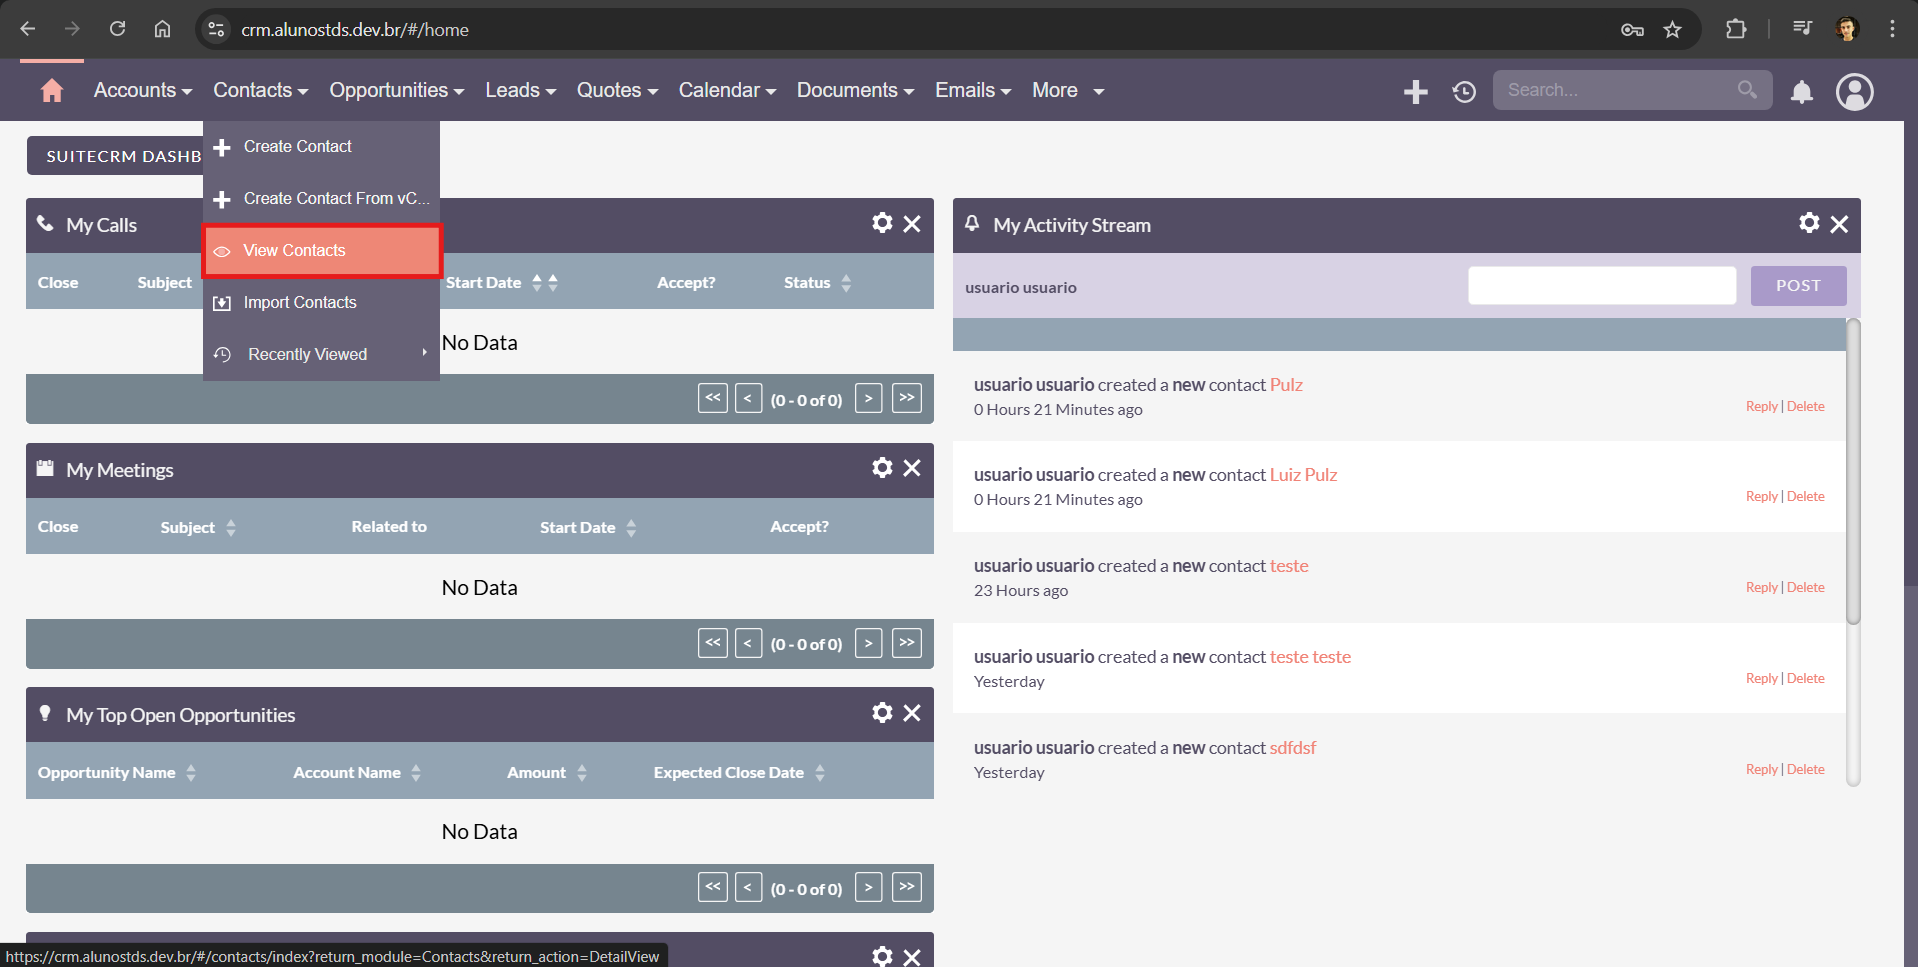 crm.alunostds.dev.br/#/home
Accounts Contacts Opportunities Leads Quotes Calendar Documents Emails More
Search...
SUITECRM DASHB
Create Contact
Create Contact From vC...
View Contacts
Import Contacts
Recently Viewed
My Calls
Close Subject Start Date Accept? Status
No Data
<< < (0 - 0 of 0) > >>
My Meetings
Close Subject Related to Start Date Accept?
No Data
<< < (0 - 0 of 0) > >>
My Top Open Opportunities
Opportunity Name Account Name Amount Expected Close Date
No Data
<< < (0 - 0 of 0) > >>
My Activity Stream
usuario usuario POST
usuario usuario created a new contact Pulz
0 Hours 21 Minutes ago
Reply | Delete
usuario usuario created a new contact Luiz Pulz
0 Hours 21 Minutes ago
Reply | Delete
usuario usuario created a new contact teste
23 Hours ago
Reply | Delete
usuario usuario created a new contact teste teste
Yesterday
Reply | Delete
usuario usuario created a new contact sdfdsf
Yesterday
Reply | Delete
https://crm.alunostds.dev.br/#/contacts/index?return_module=Contacts&return_action=DetailView